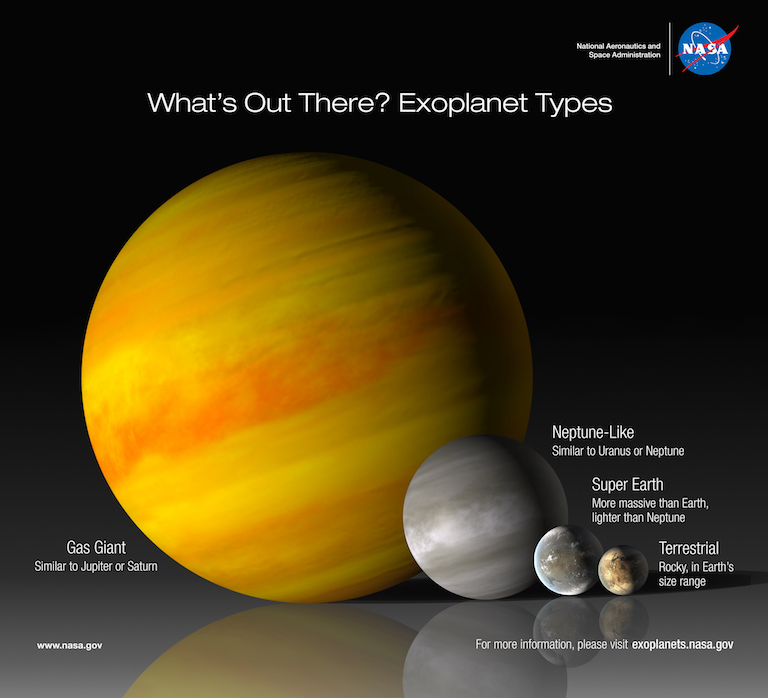 National Aeronautics and
Space Administration
NASA
What's Out There? Exoplanet Types
Neptune-Like
Similar to Uranus or Neptune
Super Earth
More massive than Earth,
lighter than Neptune
Gas Giant
Similar to Jupiter or Saturn
Terrestrial
Rocky, in Earth's
size range
www.nasa.gov
For more information, please visit exoplanets.nasa.gov